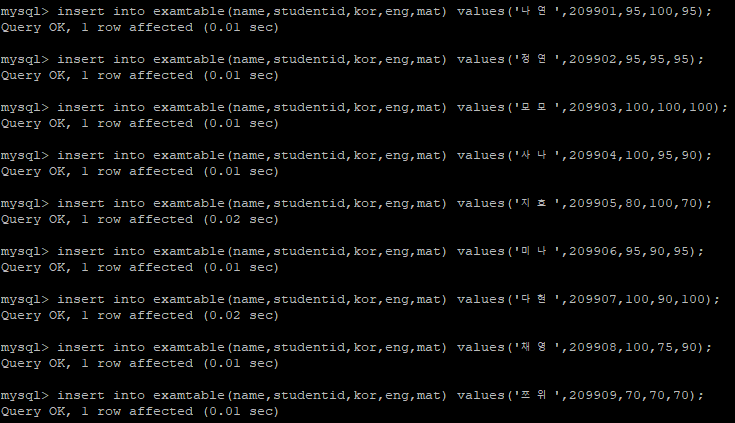 mysql> insert into examtable(name,studentid,kor,eng,mat) values('나연',209901,95,100,95);
Query OK, 1 row affected (0.01 sec)
mysql> insert into examtable(name,studentid,kor,eng,mat) values('정연',209902,95,95,95);
Query OK, 1 row affected (0.01 sec)
mysql> insert into examtable(name,studentid,kor,eng,mat) values('모모',209903,100,100,100);
Query OK, 1 row affected (0.01 sec)
mysql> insert into examtable(name,studentid,kor,eng,mat) values('사나',209904,100,95,90);
Query OK, 1 row affected (0.01 sec)
mysql> insert into examtable(name,studentid,kor,eng,mat) values('지효',209905,80,100,70);
Query OK, 1 row affected (0.02 sec)
mysql> insert into examtable(name,studentid,kor,eng,mat) values('미나',209906,95,90,95);
Query OK, 1 row affected (0.01 sec)
mysql> insert into examtable(name,studentid,kor,eng,mat) values('다현',209907,100,90,100);
Query OK, 1 row affected (0.02 sec)
mysql> insert into examtable(name,studentid,kor,eng,mat) values('채영',209908,100,75,90);
Query OK, 1 row affected (0.01 sec)
mysql> insert into examtable(name,studentid,kor,eng,mat) values('쯔위',209909,70,70,70);
Query OK, 1 row affected (0.01 sec)